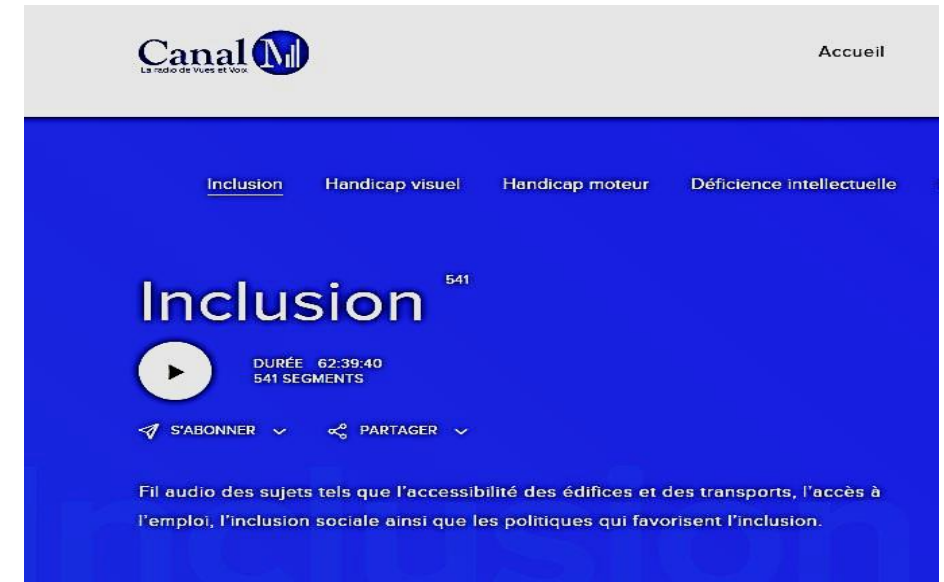 Canal M
La radio de Vues et Voix
Accueil
Inclusion Handicap visuel Handicap moteur Déficience intellectuelle
Inclusion 541
DURÉE 62:39:40
541 SEGMENTS
S'ABONNER PARTAGER
Fil audio des sujets tels que l'accessibilité des édifices et des transports, l'accès à
l'emploi, l'inclusion sociale ainsi que les politiques qui favorisent l'inclusion.
Inclusion